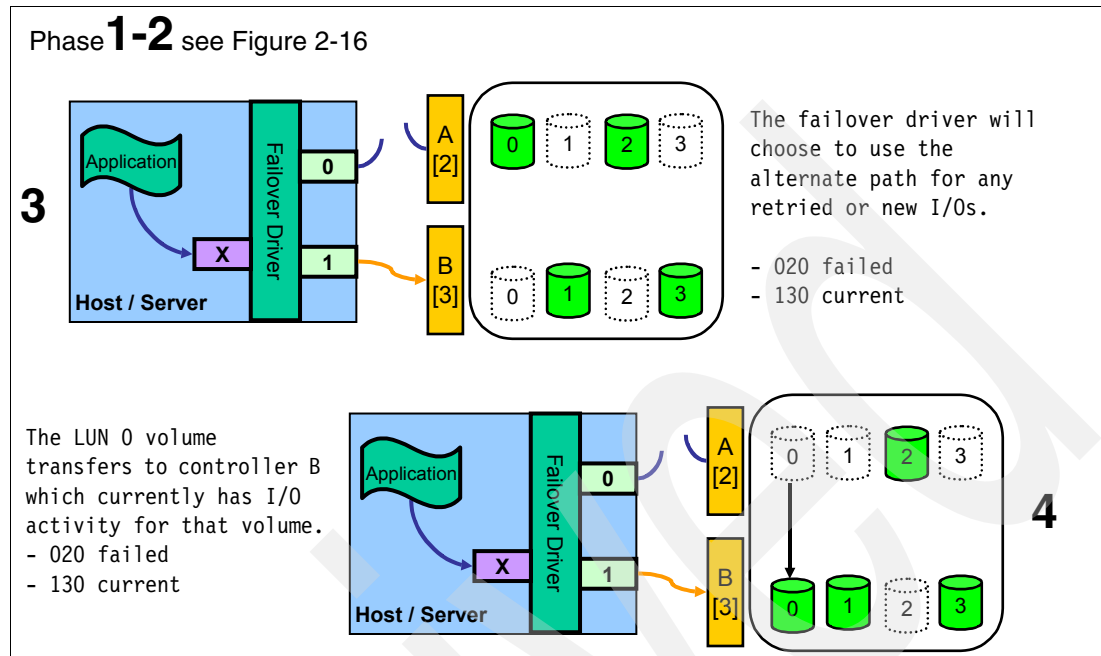 Phase 1-2 see Figure 2-16
3
Application
Failover Driver
0
X
1
Host / Server
A
[2]
B
[3]
0 1 2 3
0 1 2 3
The failover driver will
choose to use the
alternate path for any
retried or new I/Os.
- 020 failed
- 130 current
The LUN 0 volume
transfers to controller B
which currently has I/O
activity for that volume.
- 020 failed
- 130 current
Application
Failover Driver
0
X
1
Host / Server
A
[2]
B
[3]
0 1 2 3
0 1 2 3
4